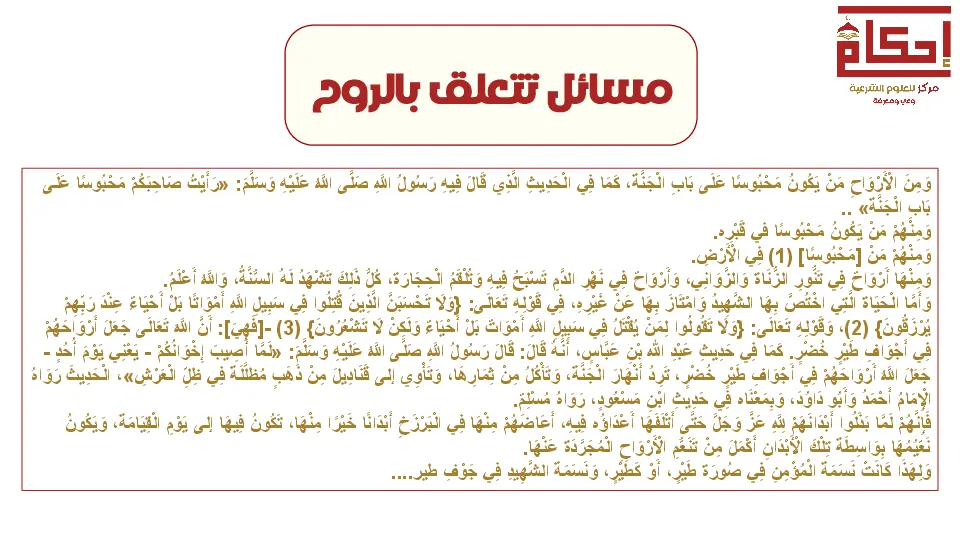 إحكام
مركز للعلوم الشرعية
وعي ومعرفة
مسائل تتعلق بالروح
وَمِنَ الْأَرْوَاحِ مَنْ يَكُونُ مَحْبُوسًا عَلَى بَابِ الْجَنَّةِ، كَمَا فِي الْحَدِيثِ الَّذِي قَالَ فِيهِ رَسُولُ اللَّهِ صَلَّى اللَّهُ عَلَيْهِ وَسَلَّمَ: «رَأَيْتُ صَاحِبَكُمْ مَحْبُوسًا عَلَى
بَابِ الْجَنَّةِ» ..
وَمِنْهُمْ مَنْ يَكُونُ مَحْبُوسًا في قَبْرِه.
وَمِنْهُمْ مَنْ [مَحْبُوسًا] (1) فِي الْأَرْضِ.
وَمِنْهَا أَرْوَاحٌ فِي تَنُّورِ الزُّنَاةِ وَالزَّوَانِي، وَأَرْوَاحٌ فِي نَهْرِ الدَّمِ تَسْبَحُ فِيهِ وَتُلْقَمُ الْحِجَارَةَ، كُلُّ ذَلِكَ تَشْهَدُ لَهُ السُّنَّةُ، وَاللَّهُ أَعْلَمُ.
وَأَمَّا الْحَيَاةُ الَّتِي اخْتُصَّ بِهَا الشَّهِيدُ وَامْتَازَ بِهَا عَنْ غَيْرِهِ، فِي قَوْلِهِ تَعَالَى: {وَلَا تَحْسَبَنَّ الَّذِينَ قُتِلُوا فِي سَبِيلِ اللَّهِ أَمْوَاتًا بَلْ أَحْيَاءٌ عِنْدَ رَبِّهِمْ
يُرْزَقُونَ} (2)، وَقَوْلِهِ تَعَالَى: {وَلَا تَقُولُوا لِمَنْ يُقْتَلُ فِي سَبِيلِ اللَّهِ أَمْوَاتٌ بَلْ أَحْيَاءٌ وَلَكِنْ لَا تَشْعُرُونَ} (3) -[فَهِيَ]: أَنَّ اللَّهَ تَعَالَى جَعَلَ أَرْوَاحَهُمْ
فِي أَجْوَافِ طَيْرٍ خُضْرٍ. كَمَا فِي حَدِيثِ عَبْدِ اللَّهِ بْنِ عَبَّاسٍ، أَنَّهُ قَالَ: قَالَ رَسُولُ اللَّهِ صَلَّى اللَّهُ عَلَيْهِ وَسَلَّمَ: «لَمَّا أُصِيبَ إِخْوَانُكُمْ - يَعْنِي يَوْمَ أُحُدٍ -
جَعَلَ اللَّهُ أَرْوَاحَهُمْ فِي أَجْوَافِ طَيْرٍ خُضْرٍ، تَرِدُ أَنْهَارَ الْجَنَّةِ، وَتَأْكُلُ مِنْ ثِمَارِهَا، وَتَأْوِي إلى قَنَادِيلَ مِنْ ذَهَبٍ مُظَلَّلَةٍ فِي ظِلِّ الْعَرْشِ»، الْحَدِيثَ رَوَاهُ
الْإِمَامُ أَحْمَدُ وَأَبُو دَاوُدَ، وَبِمَعْنَاه فِي حَدِيثِ ابْنِ مَسْعُودٍ، رَوَاهُ مُسْلِمٌ.
فَإِنَّهُمْ لَمَّا بَذَلُوا أَبْدَانَهُمْ لِلَّهِ عَزَّ وَجَلَّ حَتَّى أَتْلَفَهَا أَعْدَاؤُه فِيهِ، أَعَاضَهُمْ مِنْهَا فِي الْبَرْزَخِ أَبْدَانًا خَيْرًا مِنْهَا، تَكُونُ فِيهَا إلى يَوْمِ الْقِيَامَةِ، وَيَكُونُ
نَعِيمُهَا بِوَاسِطَةِ تِلْكَ الْأَبْدَانِ أَكْمَلَ مِنْ تَنَعُّمِ الْأَرْوَاحِ الْمُجَرَّدَةِ عَنْهَا.
وَلِهَذَا كَانَتْ نَسَمَةُ الْمُؤْمِنِ فِي صُورَةِ طَيْرٍ، أَوْ كَطَيْرٍ، وَنَسَمَةُ الشَّهِيدِ فِي جَوْفِ طير....